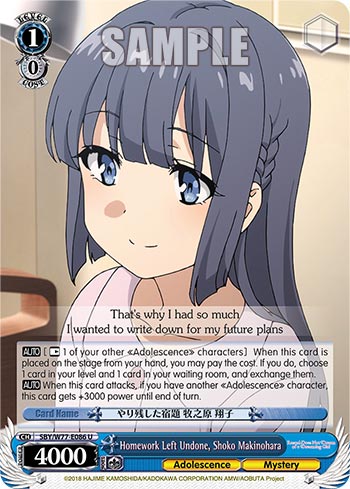 LEVEL
1
0
COST
SAMPLE
That's why I had so much
I wanted to write down for my future plans
AUTO [ 1 of your other «Adolescence» characters] When this card is
placed on the stage from your hand, you may pay the cost. If you do, choose
1 card in your level and 1 card in your waiting room, and exchange them.
AUTO When this card attacks, if you have another «Adolescence» character,
this card gets +3000 power until end of turn.
Card Name やり残した宿題 牧之原 翔子
CH SBY/W77-E086 U
Homework Left Undone, Shoko Makinohara
4000
Adolescence Mystery
©2018 HAJIME KAMOSHIDA/KADOKAWA CORPORATION AMW/AOBUTA Project